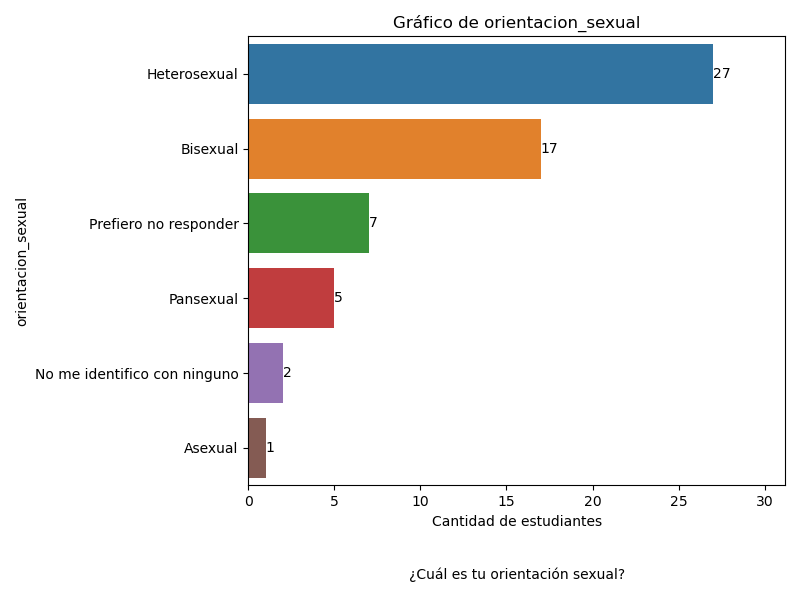 Gráfico de orientacion_sexual
orientacion_sexual
Heterosexual
27
Bisexual
17
Prefiero no responder
7
Pansexual
5
No me identifico con ninguno
2
Asexual
1
0 5 10 15 20 25 30
Cantidad de estudiantes
¿Cuál es tu orientación sexual?